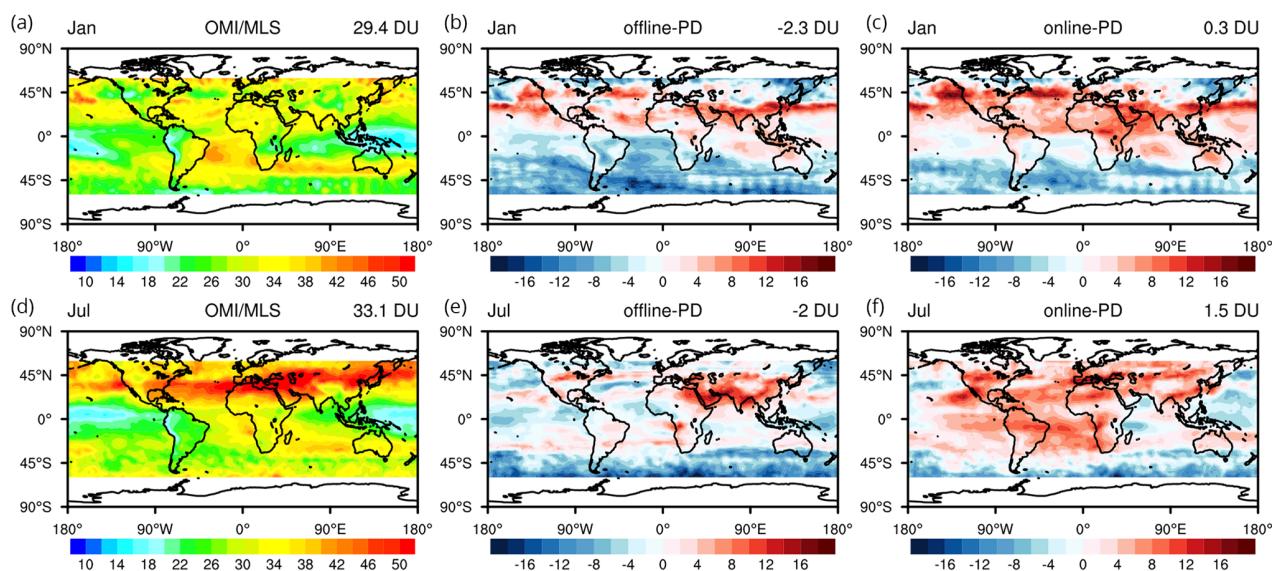 (a) Jan OMI/MLS 29.4 DU (b) Jan offline-PD -2.3 DU (c) Jan online-PD 0.3 DU
90°N 90°N 90°N
45°N 45°N 45°N
0° 0° 0°
45°S 45°S 45°S
90°S 90°S 90°S
180° 90°W 0° 90°E 180° 180° 90°W 0° 90°E 180° 180° 90°W 0° 90°E 180°
10 14 18 22 26 30 34 38 42 46 50 -16 -12 -8 -4 0 4 8 12 16 -16 -12 -8 -4 0 4 8 12 16
(d) Jul OMI/MLS 33.1 DU (e) Jul offline-PD -2 DU (f) Jul online-PD 1.5 DU
90°N 90°N 90°N
45°N 45°N 45°N
0° 0° 0°
45°S 45°S 45°S
90°S 90°S 90°S
180° 90°W 0° 90°E 180° 180° 90°W 0° 90°E 180° 180° 90°W 0° 90°E 180°
10 14 18 22 26 30 34 38 42 46 50 -16 -12 -8 -4 0 4 8 12 16 -16 -12 -8 -4 0 4 8 12 16